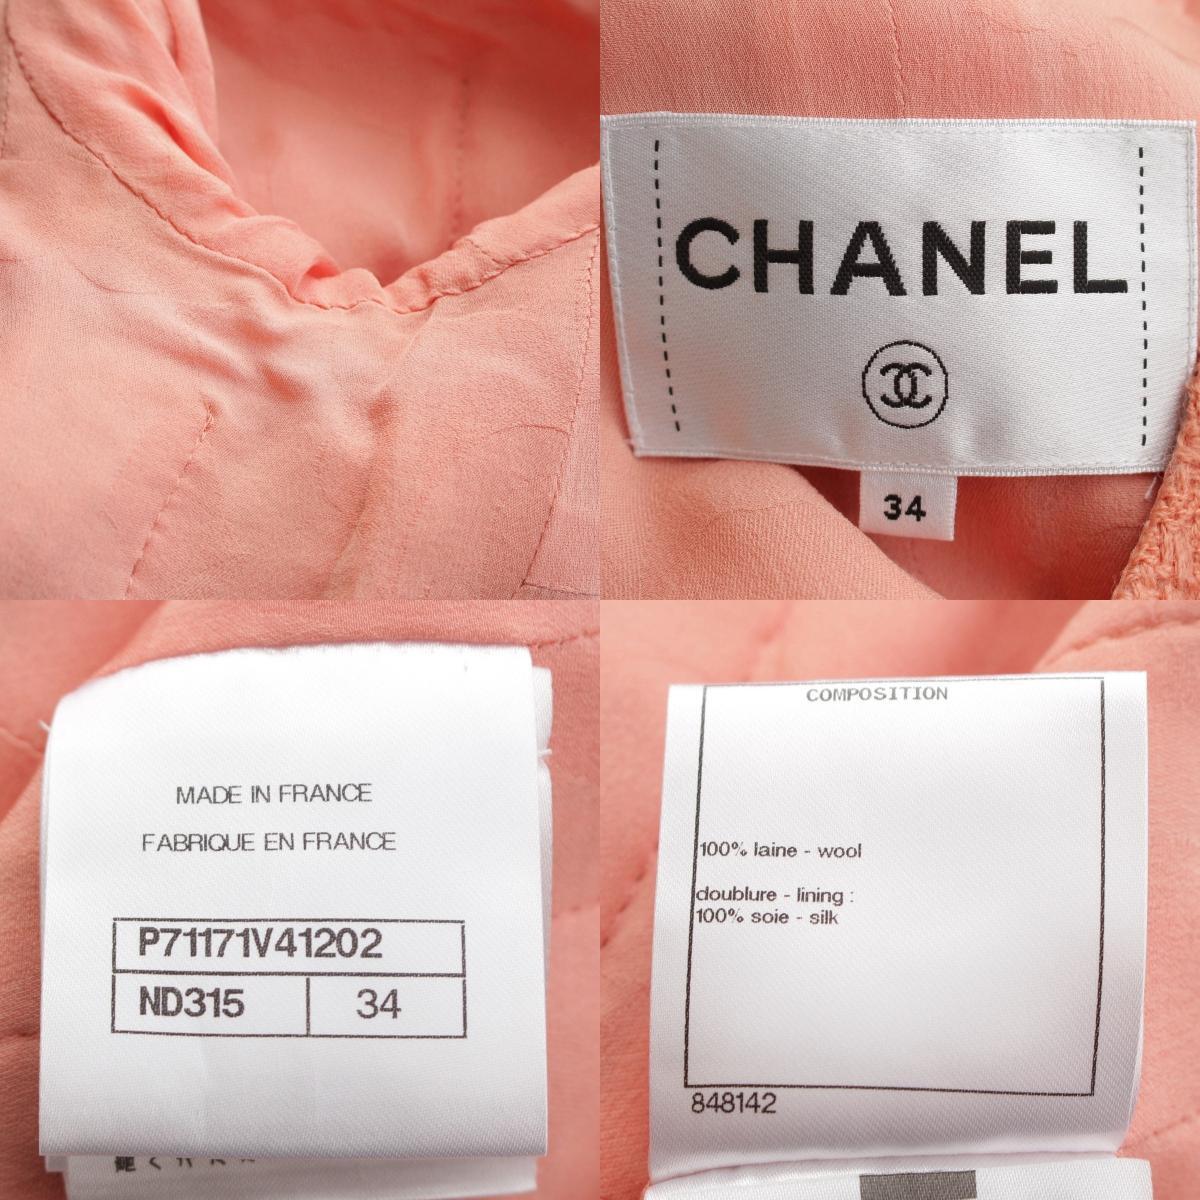 CHANEL
34
MADE IN FRANCE
FABRIQUE EN FRANCE
P71171V41202
ND315 34
COMPOSITION
100% laine - wool
doublure - lining :
100% soie - silk
848142